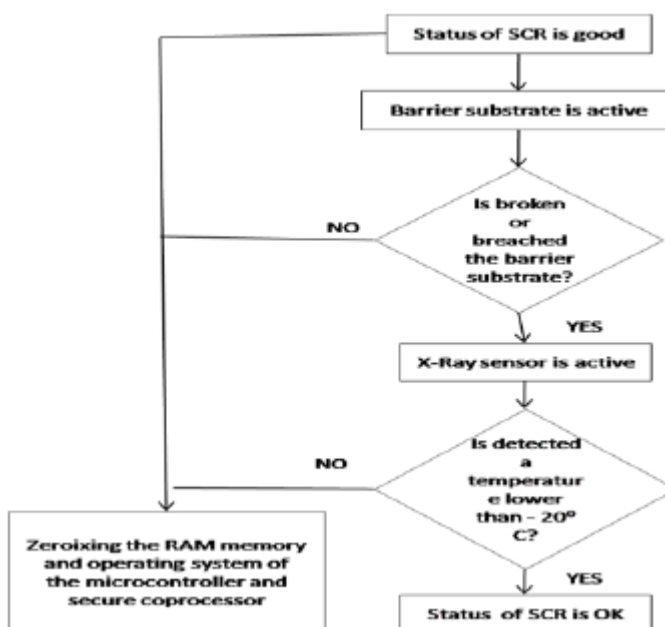 Status of SCR is good
Barrier substrate is active
Is broken
or
breached
the barrier
substrate?
NO
YES
X-Ray sensor is active
Is detected
a
temperatur
e lower
than - 20º
C?
NO
YES
Zeroixing the RAM memory
and operating system of
the microcontroller and
secure coprocessor
Status of SCR is OK